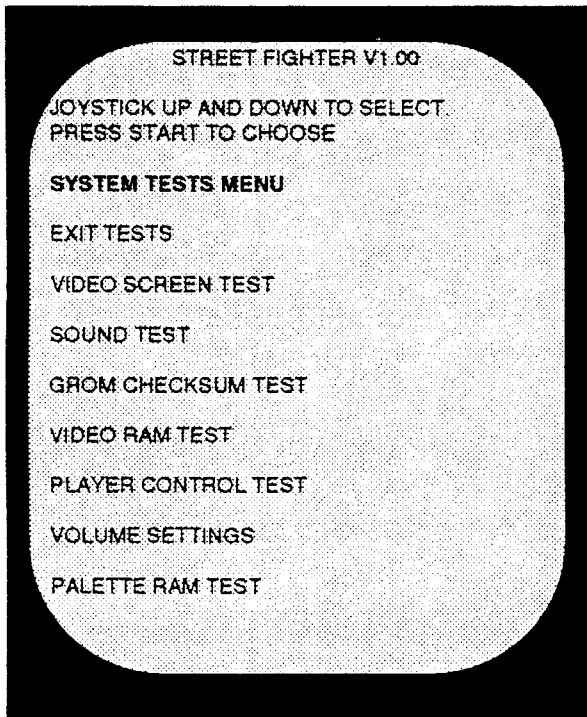 STREET FIGHTER V1.00
JOYSTICK UP AND DOWN TO SELECT.
PRESS START TO CHOOSE
SYSTEM TESTS MENU
EXIT TESTS
VIDEO SCREEN TEST
SOUND TEST
GROM CHECKSUM TEST
VIDEO RAM TEST
PLAYER CONTROL TEST
VOLUME SETTINGS
PALETTE RAM TEST